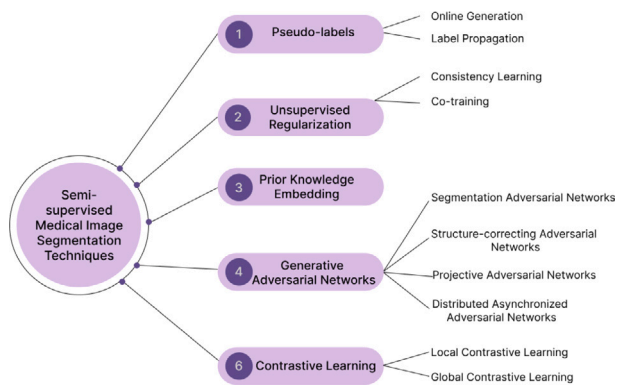 Semi-
supervised
Medical Image
Segmentation
Techniques
1
Pseudo-labels
Online Generation
Label Propagation
2
Unsupervised
Regularization
Consistency Learning
Co-training
3
Prior Knowledge
Embedding
4
Generative
Adversarial Networks
Segmentation Adversarial Networks
Structure-correcting Adversarial
Networks
Projective Adversarial Networks
Distributed Asynchronized
Adversarial Networks
6
Contrastive Learning
Local Contrastive Learning
Global Contrastive Learning